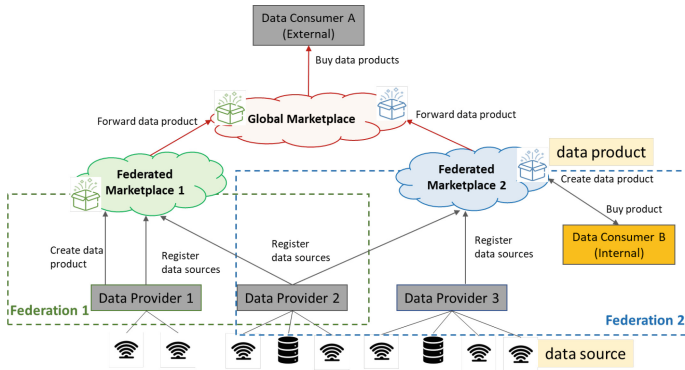 Data Consumer A
(External)
Buy data products
Global Marketplace
Forward data product
Forward data product
Federated
Marketplace 1
Federated
Marketplace 2
data product
Create data product
Buy product
Data Consumer B
(Internal)
Create data
product
Register
data sources
Register
data sources
Register
data sources
Federation 1
Data Provider 1
Data Provider 2
Data Provider 3
Federation 2
data source